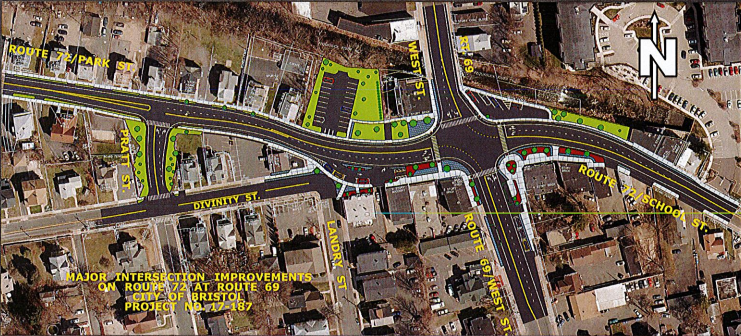 ROUTE 72/PARK ST
WEST ST
RT 69
N
PRATT ST
DIVINITY ST.
ROUTE 72/SCHOOL ST
LANDRY ST
ROUTE 69/WEST ST.
MAJOR INTERSECTION IMPROVEMENTS
ON ROUTE 72 AT ROUTE 69
CITY OF BRISTOL
PROJECT NO. 17-187